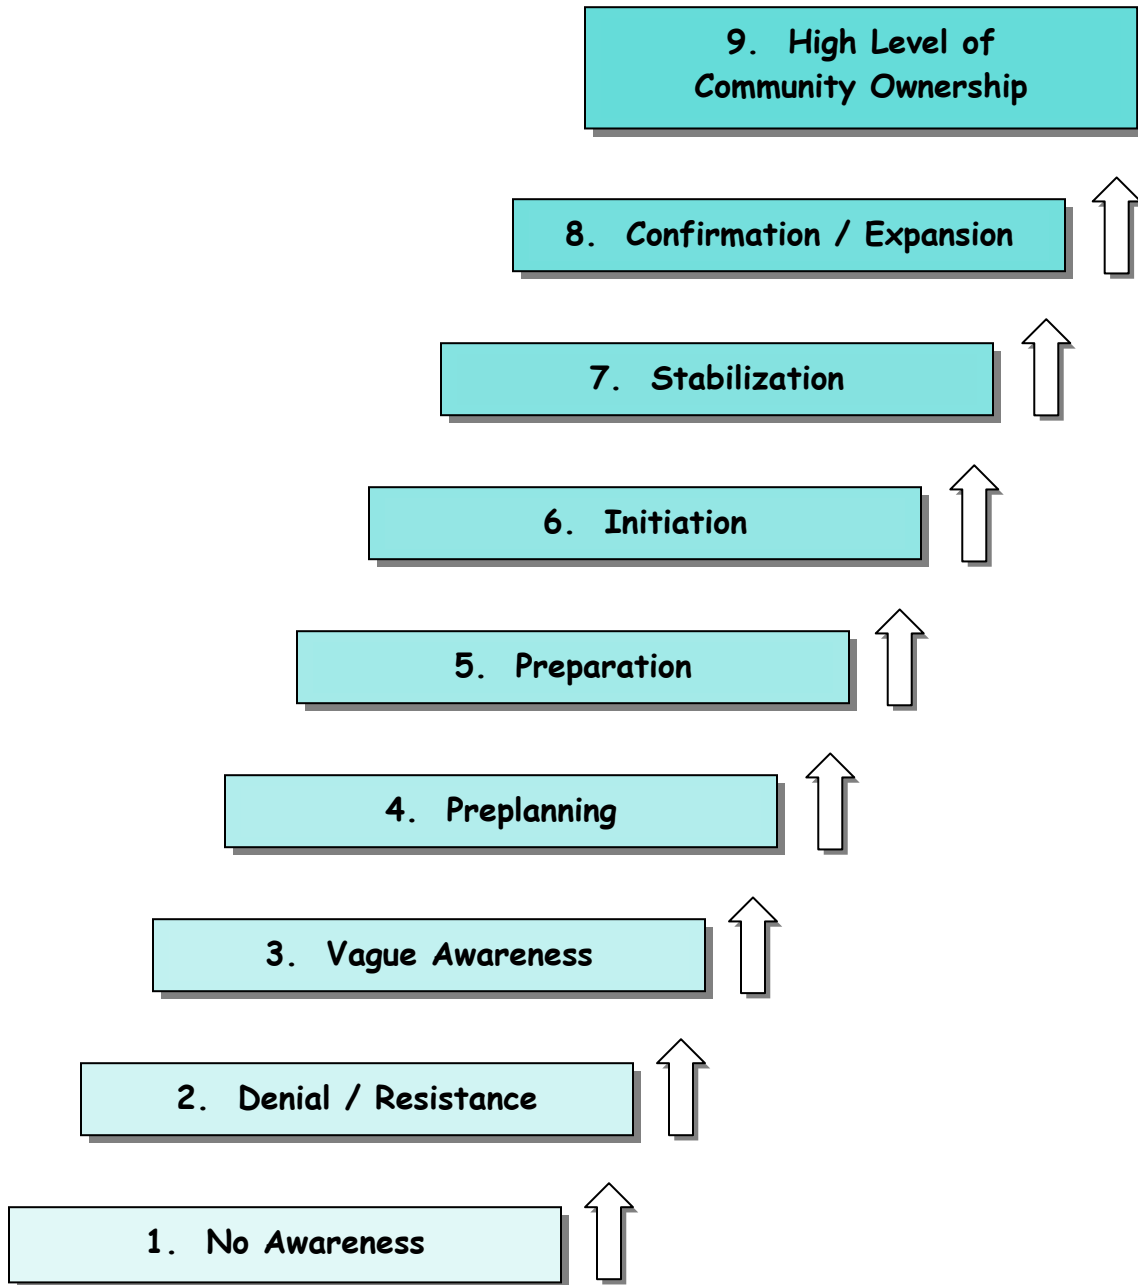 9. High Level of
Community Ownership
8. Confirmation / Expansion
7. Stabilization
6. Initiation
5. Preparation
4. Preplanning
3. Vague Awareness
2. Denial / Resistance
1. No Awareness